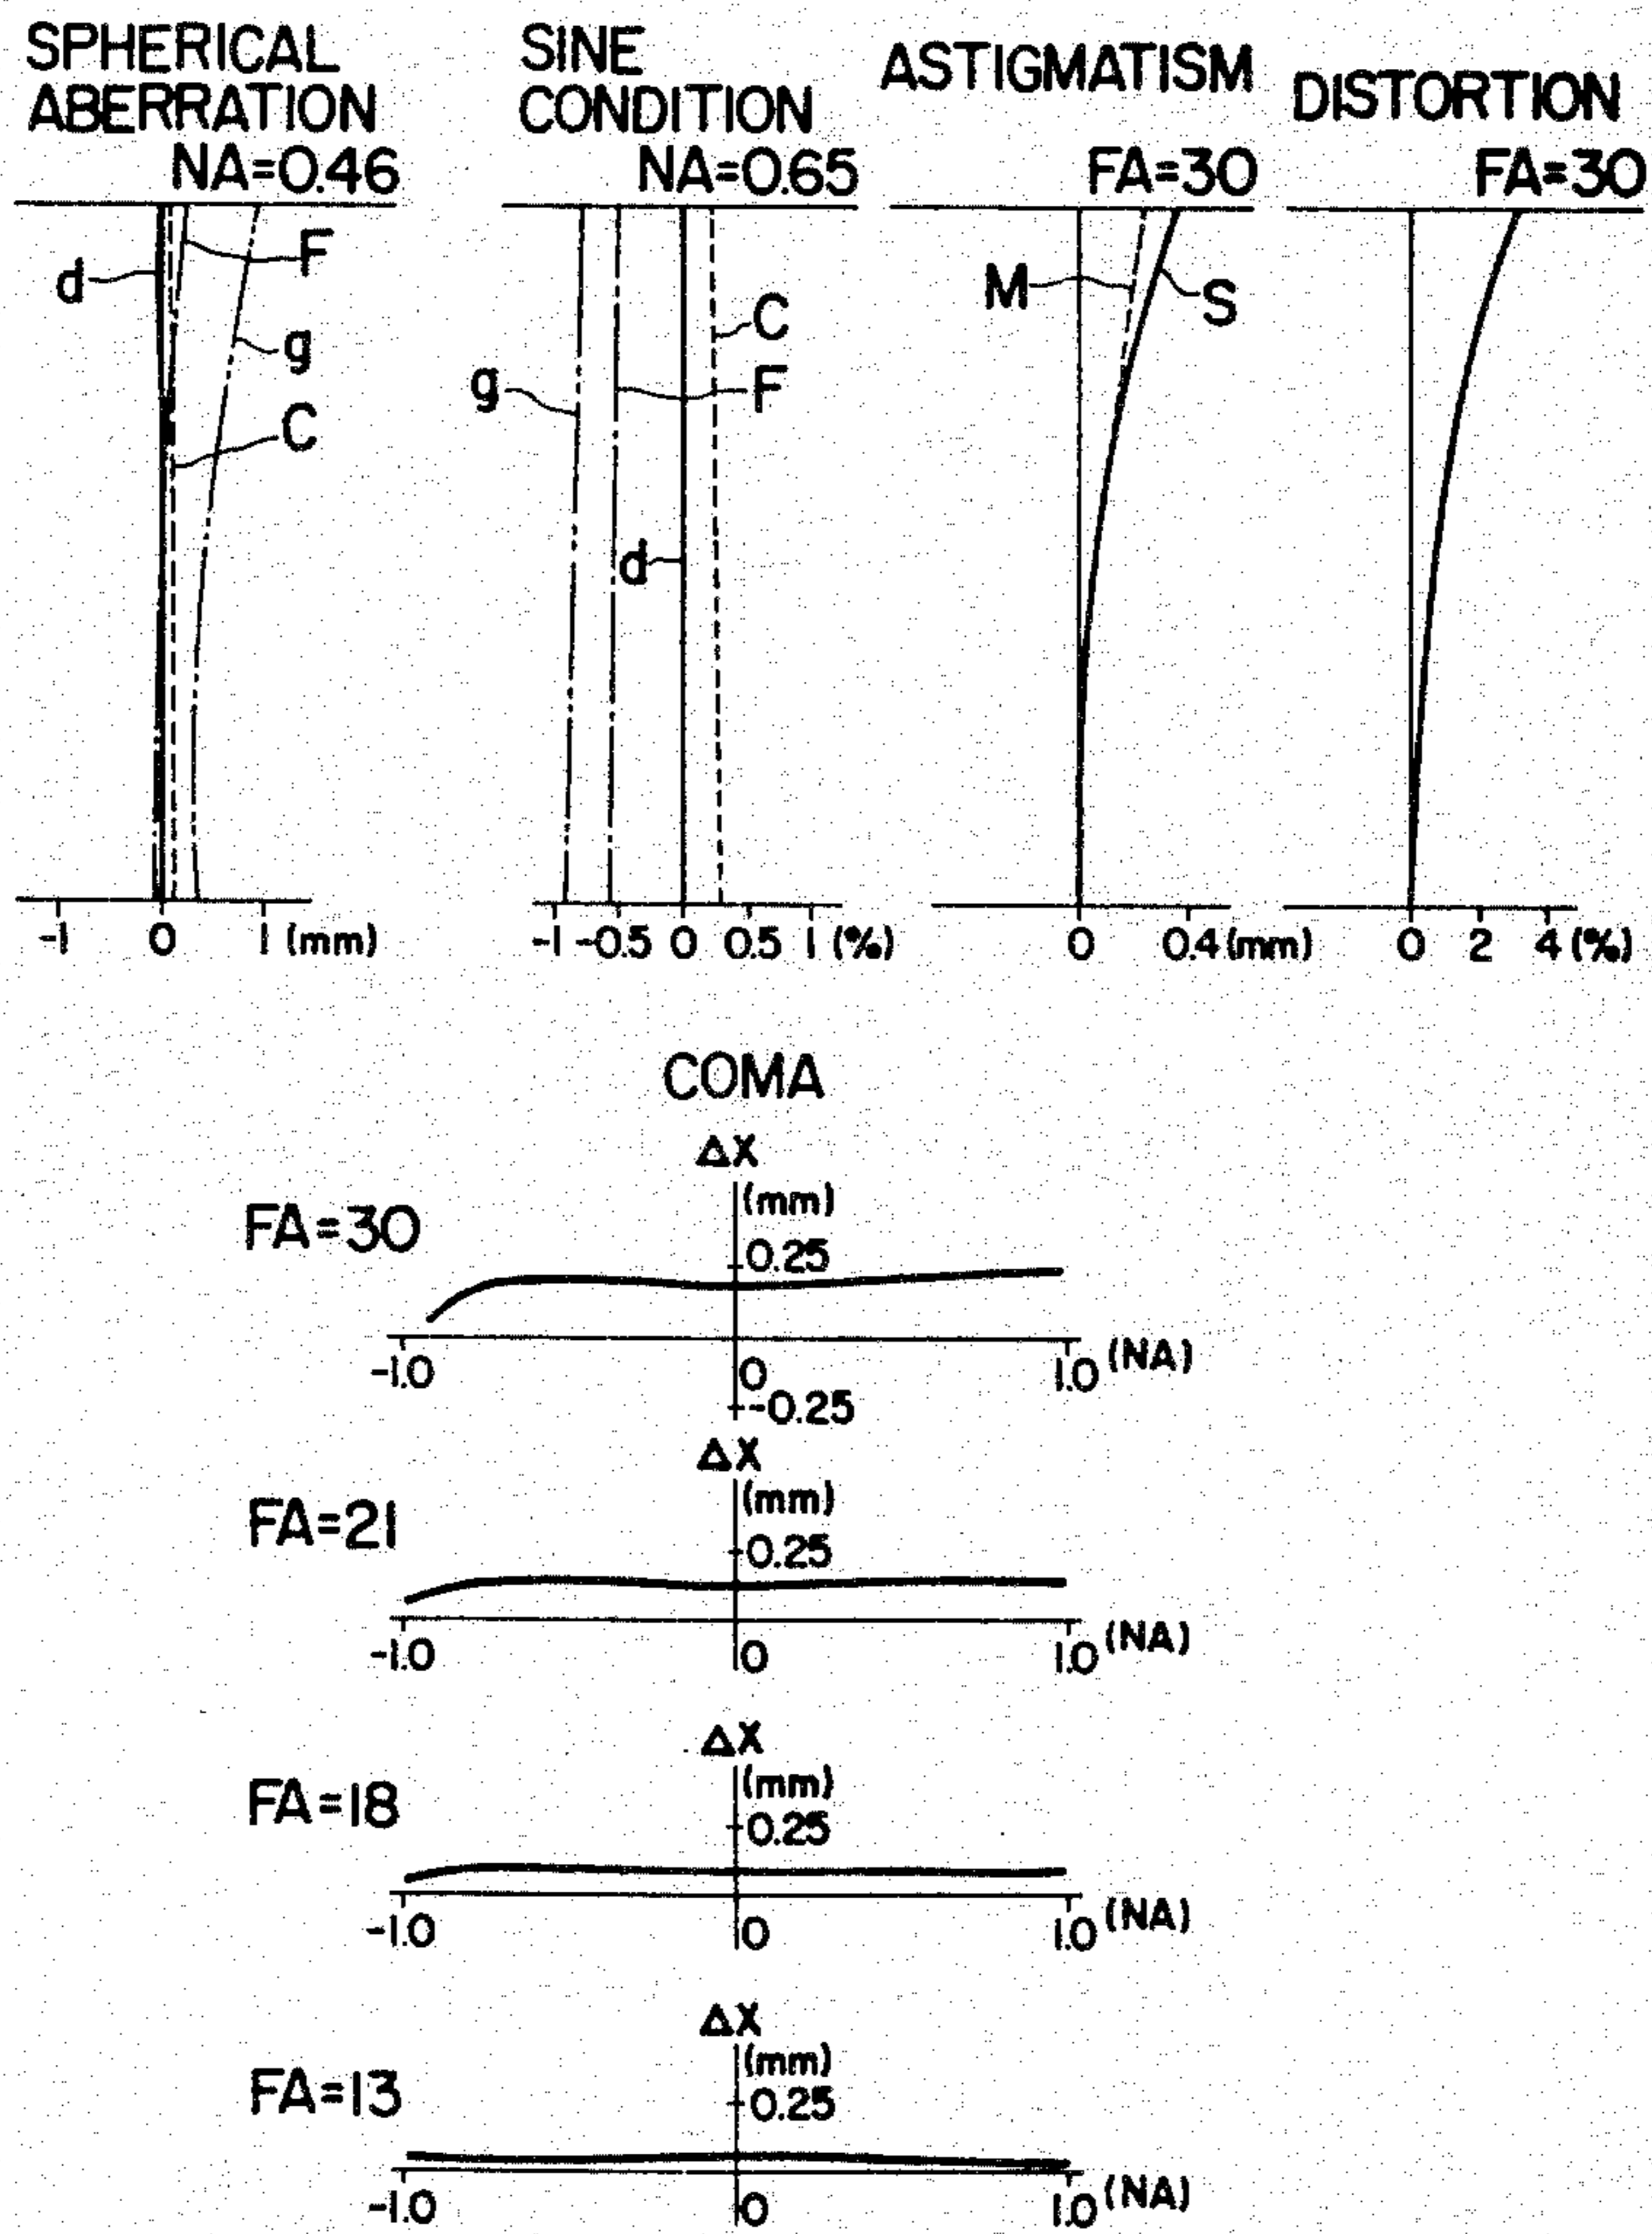 SPHERICAL
ABERRATION
NA=0.46
d
F
g
C
-1 0 1 (mm)
SINE
CONDITION
NA=0.65
C
g
F
d
-1 -0.5 0 0.5 1 (%)
ASTIGMATISM
FA=30
M
S
0 0.4 (mm)
DISTORTION
FA=30
0 2 4 (%)
COMA
ΔX
(mm)
FA=30
0.25
-1.0 0 1.0 (NA)
-0.25
ΔX
(mm)
FA=21
0.25
-1.0 0 1.0 (NA)
ΔX
(mm)
FA=18
0.25
-1.0 0 1.0 (NA)
ΔX
(mm)
FA=13
0.25
-1.0 0 1.0 (NA)